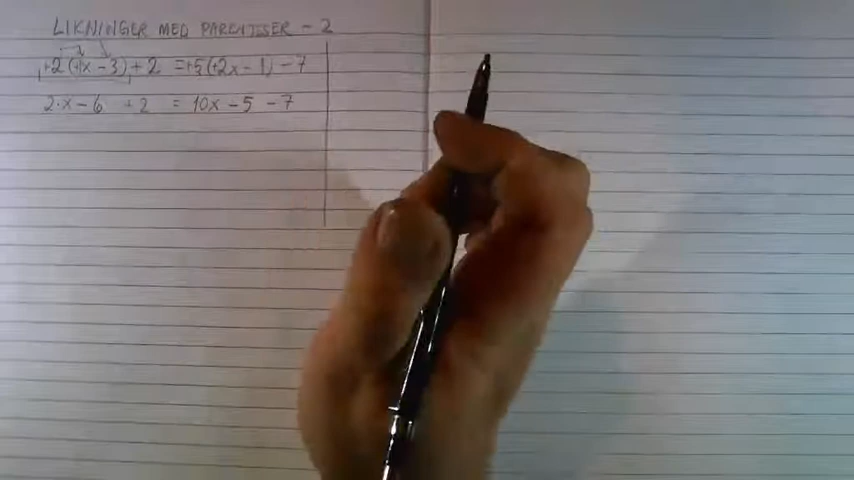 LIKNINGER MED PARENTESER - 2
+2(+1x - 3) + 2 = +5(+2x - 1) - 7
2·x - 6 + 2 = 10x - 5 - 7